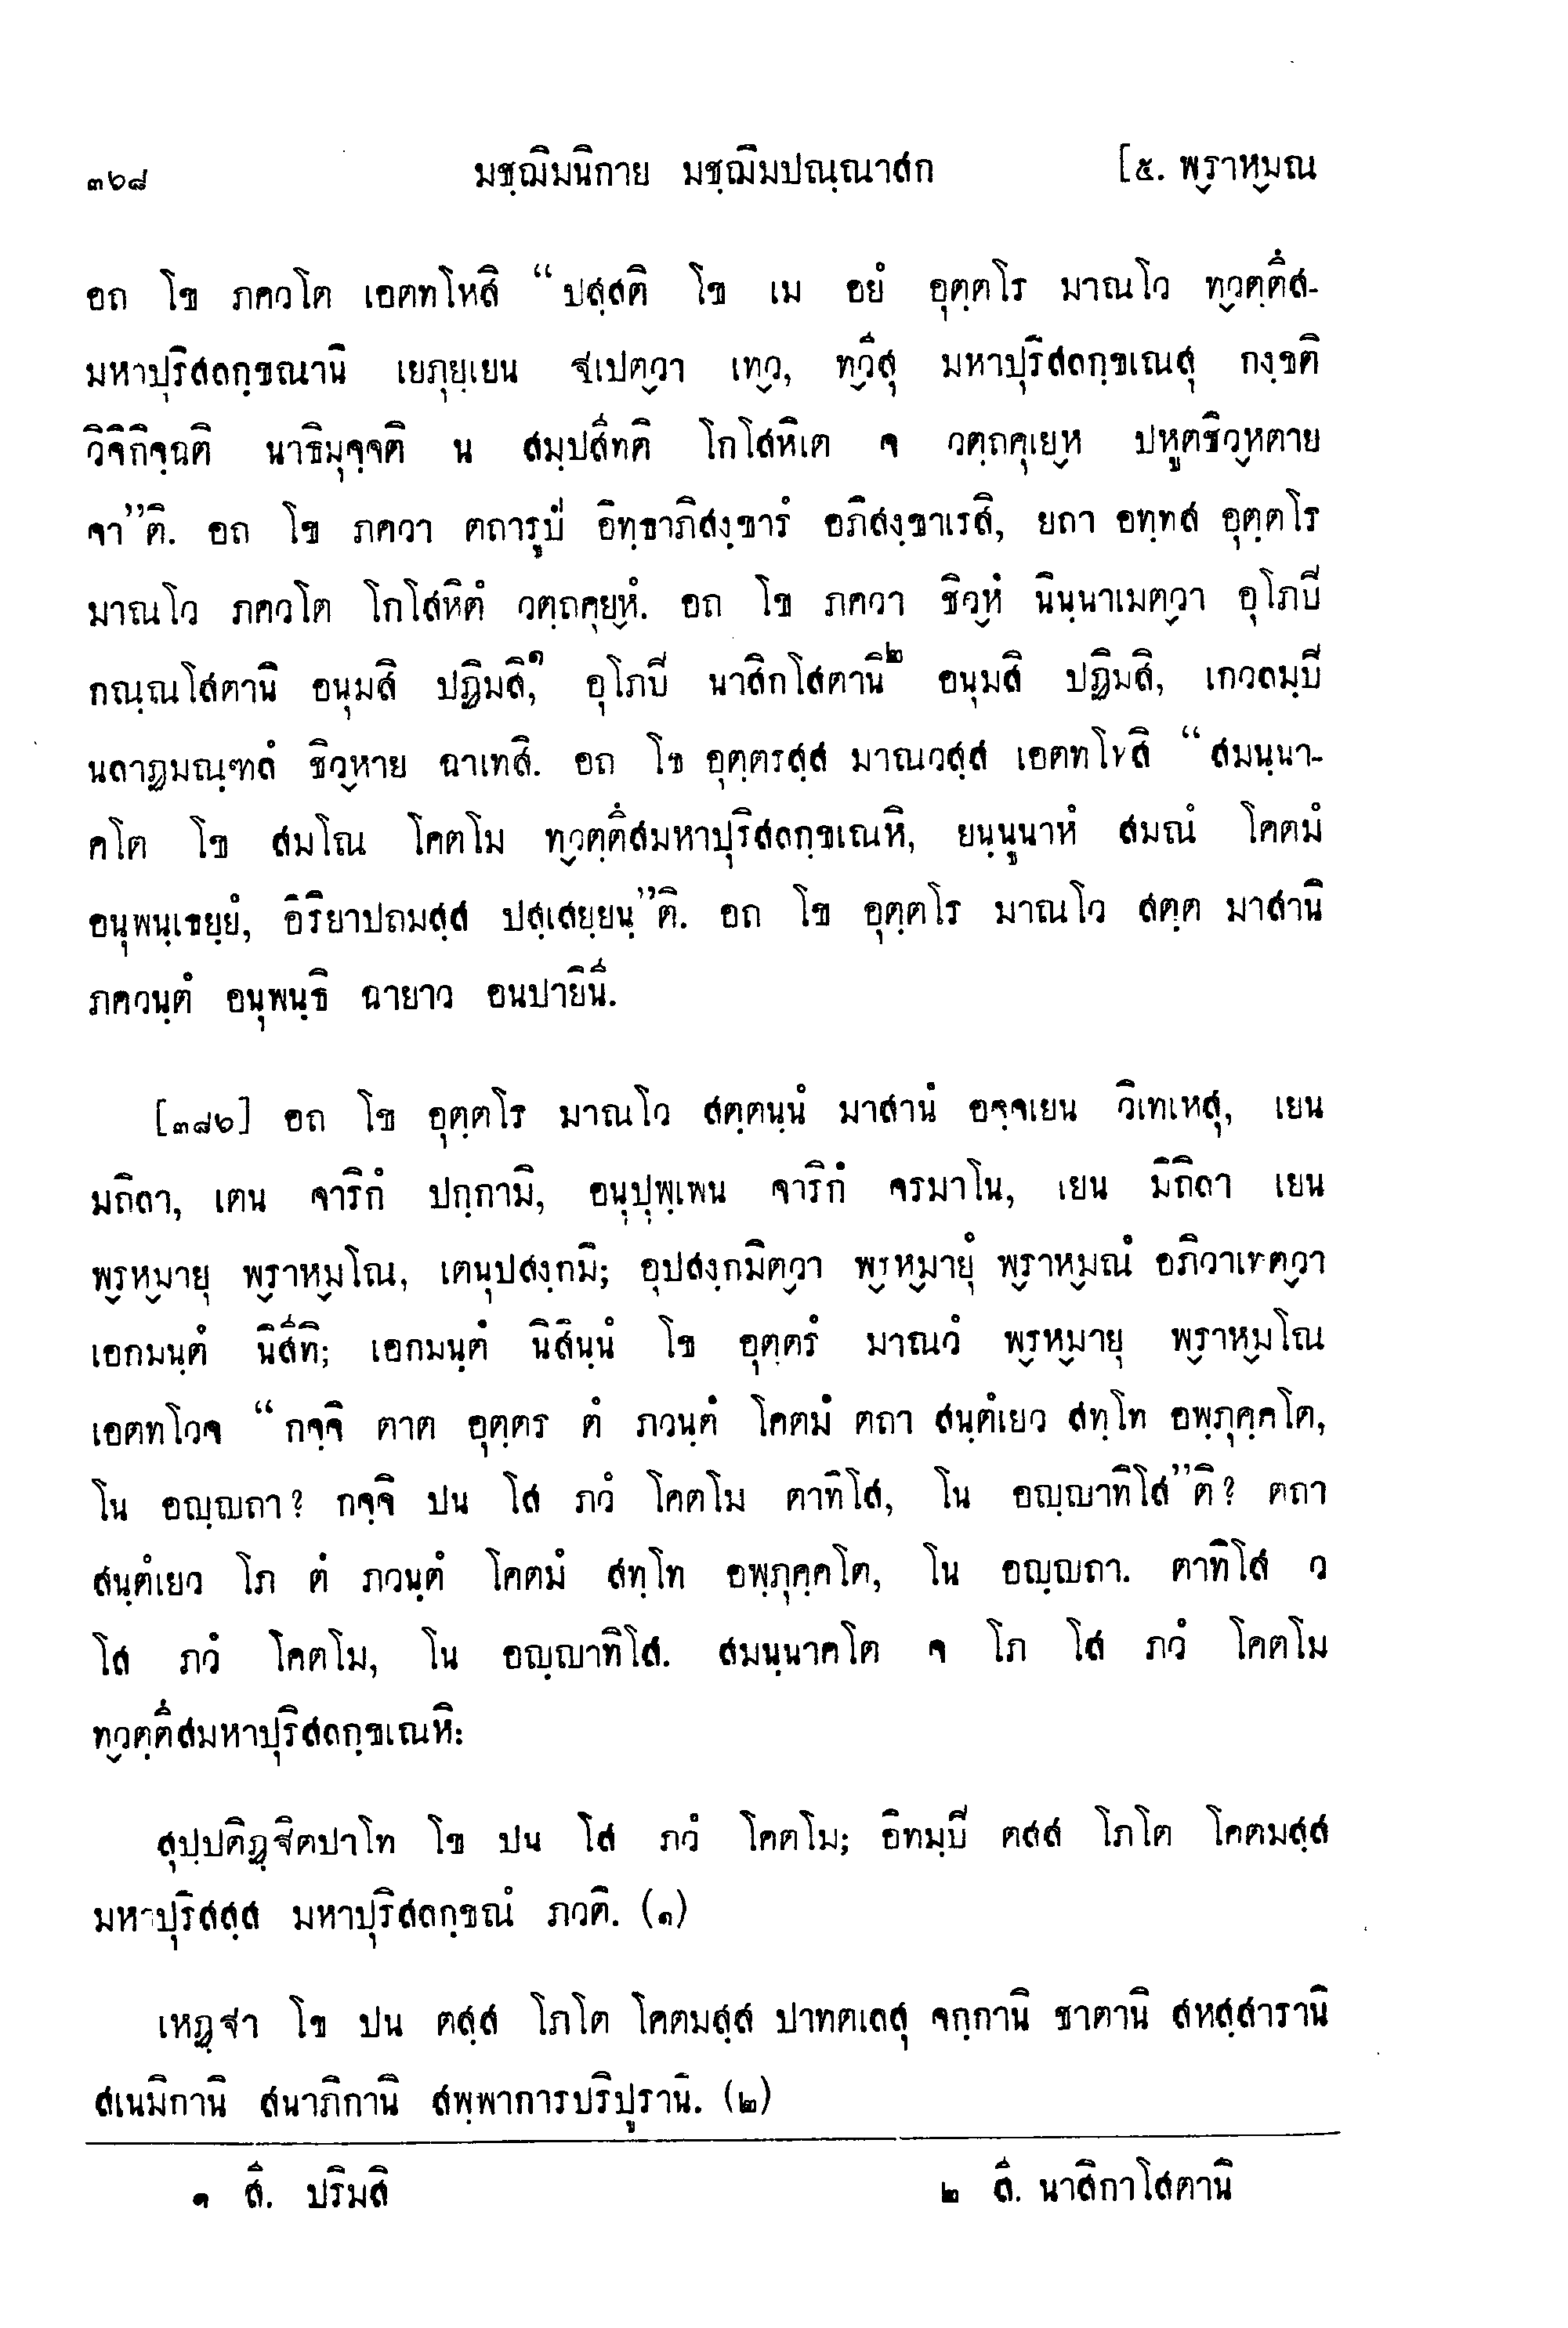 ๓๖๘ มชฺฌิมนิกาย มชฺฌิมปณฺณาสก [๕. พ๎ราห๎มณ
อถ โข ภควโต เอตทโหสิ “ปสฺสติ โข เม อยํ อุตฺตโร มาณโว ทฺวตฺตึส-
มหาปุริสลกฺขณานิ เยภุยฺเยน ฐเปต๎วา เท๎ว, ท๎วีสุ มหาปุริสลกฺขเณสุ กงฺขติ
วิจิกิจฺฉติ นาธิมุจฺจติ น สมฺปสีทติ โกโสหิเต จ วตฺถคุเย๎ห ปหูตชิว๎หตาย
จา”ติ. อถ โข ภควา ตถารูปํ อิทฺธาภิสงฺขารํ อภิสงฺขาเรสิ, ยถา อทฺทส อุตฺตโร
มาณโว ภควโต โกโสหิตํ วตฺถคุย๎หํ. อถ โข ภควา ชิว๎หํ นินฺนาเมต๎วา อุโภปิ
กณฺณโสตานิ อนุมสิ ปฏิมสิ,๑ อุโภปิ นาสิกโสตานิ๒ อนุมสิ ปฏิมสิ, เกวลมฺปิ
นลาฏมณฺฑลํ ชิว๎หาย ฉาเทสิ. อถ โข อุตฺตรสฺส มาณวสฺส เอตทโหสิ “สมนฺนา-
คโต โข สมโณ โคตโม ท๎วตฺตึสมหาปุริสลกฺขเณหิ, ยนฺนูนาหํ สมณํ โคตมํ
อนุพนฺเธยฺยํ, อิริยาปถมสฺส ปสฺเสยฺยนฺ”ติ. อถ โข อุตฺตโร มาณโว สตฺต มาสานิ
ภควนฺตํ อนุพนฺธิ ฉายาว อนปายินี.
[๓๘๖] อถ โข อุตฺตโร มาณโว สตฺตนฺนํ มาสานํ อจฺจเยน วิเทเหสุ, เยน
มถิลา, เตน จาริกํ ปกฺกามิ, อนุปุพฺเพน จาริกํ จรมาโน, เยน มิถิลา เยน
พ๎รห๎มายุ พ๎ราห๎มโณ, เตนุปสงฺกมิ; อุปสงฺกมิต๎วา พ๎รห๎มายุํ พ๎ราห๎มณํ อภิวาเทต๎วา
เอกมนฺตํ นิสีทิ; เอกมนฺตํ นิสินฺนํ โข อุตฺตรํ มาณวํ พ๎รห๎มายุ พ๎ราห๎มโณ
เอตทโวจ “กจฺจิ ตาต อุตฺตร ตํ ภวนฺตํ โคตมํ ตถา สนฺตํเยว สทฺโท อพฺภุคฺคโต,
โน อญฺญถา? กจฺจิ ปน โส ภวํ โคตโม ตาทิโส, โน อญฺญาทิโส”ติ? ตถา
สนฺตํเยว โภ ตํ ภวนฺตํ โคตมํ สทฺโท อพฺภุคฺคโต, โน อญฺญถา. ตาทิโส ว
โส ภวํ โคตโม, โน อญฺญาทิโส. สมนฺนาคโต จ โภ โส ภวํ โคตโม
ท๎วตฺตึสมหาปุริสลกฺขเณหิ:
สุปฺปติฏฺฐิตปาโท โข ปน โส ภวํ โคตโม; อิทมฺปิ ตสส โภโต โคตมสฺส
มหาปุริสสฺส มหาปุริสลกฺขณํ ภวติ. (๑)
เหฏฺฐา โข ปน ตสฺส โภโต โคตมสฺส ปาทตเลสุ จกฺกานิ ชาตานิ สหสฺสารานิ
สเนมิกานิ สนาภิกานิ สพฺพาการปริปูรานิ. (๒)
๑ สี. ปริมสิ ๒ สี. นาสิกาโสตานิ